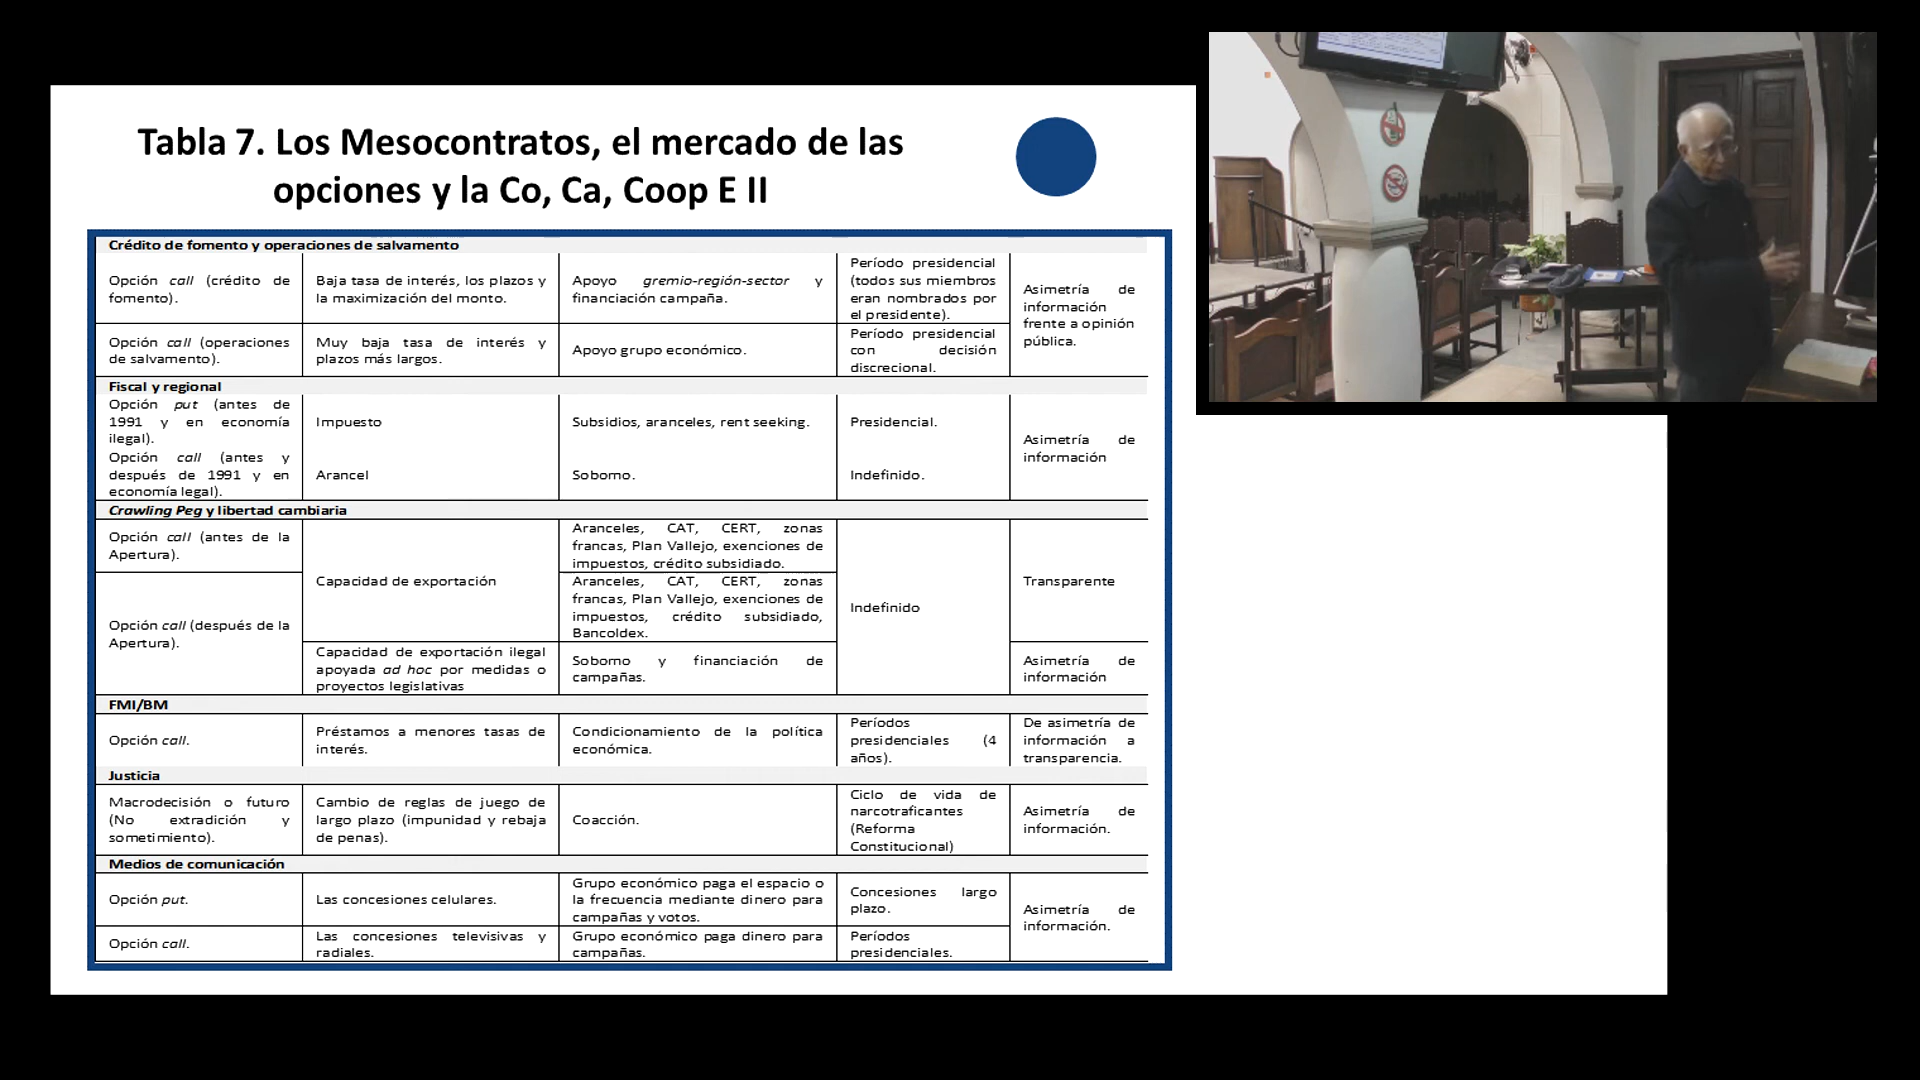 Tabla 7. Los Mesocontratos, el mercado de las
opciones y la Co, Ca, Coop E II
Crédito de fomento y operaciones de salvamento
Opción call (crédito de
fomento).
Baja tasa de interés, los plazos y
la maximización del monto.
Apoyo gremio-región-sector y
financiación campaña.
Período presidencial
(todos sus miembros
eran nombrados por
el presidente).
Asimetría de
información
frente a opinión
pública.
Opción call (operaciones
de salvamento).
Muy baja tasa de interés y
plazos más largos.
Apoyo grupo económico.
Período presidencial
con decisión
discrecional.
Fiscal y regional
Opción put (antes de
1991 y en economía
ilegal).
Impuesto
Subsidios, aranceles, rent seeking.
Presidencial.
Asimetría de
información
Opción call (antes y
después de 1991 y en
economía legal).
Arancel
Soborno.
Indefinido.
Crawling Peg y libertad cambiaria
Opción call (antes de la
Apertura).
Capacidad de exportación
Aranceles, CAT, CERT, zonas
francas, Plan Vallejo, exenciones de
impuestos, crédito subsidiado.
Indefinido
Transparente
Opción call (después de la
Apertura).
Aranceles, CAT, CERT, zonas
francas, Plan Vallejo, exenciones de
impuestos, crédito subsidiado,
Bancoldex.
Capacidad de exportación ilegal
apoyada ad hoc por medidas o
proyectos legislativas
Soborno y financiación de
campañas.
Asimetría de
información
FMI/BM
Opción call.
Préstamos a menores tasas de
interés.
Condicionamiento de la política
económica.
Períodos
presidenciales (4
años).
De asimetría de
información a
transparencia.
Justicia
Macrodecisión o futuro
(No extradición y
sometimiento).
Cambio de reglas de juego de
largo plazo (impunidad y rebaja
de penas).
Coacción.
Ciclo de vida de
narcotraficantes
(Reforma
Constitucional)
Asimetría de
información.
Medios de comunicación
Opción put.
Las concesiones celulares.
Grupo económico paga el espacio o
la frecuencia mediante dinero para
campañas y votos.
Concesiones largo
plazo.
Asimetría de
información.
Opción call.
Las concesiones televisivas y
radiales.
Grupo económico paga dinero para
campañas.
Períodos
presidenciales.